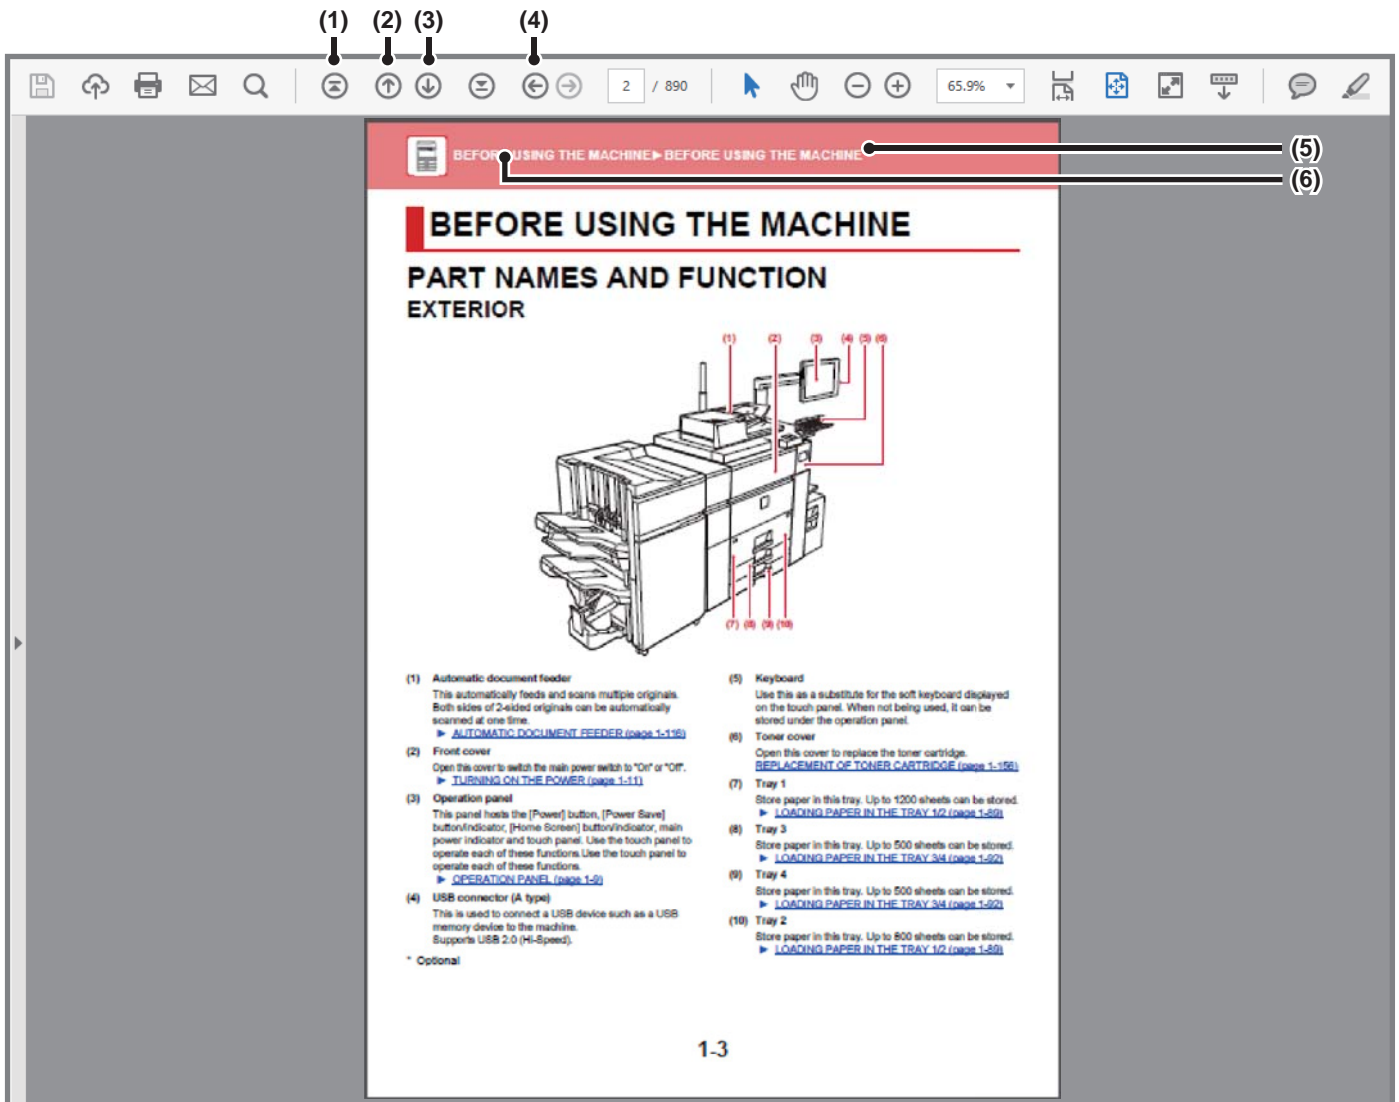 (1) (2) (3) (4)
2 / 890 65.9%
BEFORE USING THE MACHINE►BEFORE USING THE MACHINE
(5)
(6)
BEFORE USING THE MACHINE
PART NAMES AND FUNCTION
EXTERIOR
(1) (2) (3) (4) (5) (6)
(7) (8) (9) (10)
(1) Automatic document feeder
This automatically feeds and scans multiple originals.
Both sides of 2-sided originals can be automatically
scanned at one time.
► AUTOMATIC DOCUMENT FEEDER (page 1-116)
(2) Front cover
Open this cover to switch the main power switch to "On" or "Off".
► TURNING ON THE POWER (page 1-11)
(3) Operation panel
This panel hosts the [Power] button, [Power Save]
button/indicator, [Home Screen] button/indicator, main
power indicator and touch panel. Use the touch panel to
operate each of these functions.Use the touch panel to
operate each of these functions.
► OPERATION PANEL (page 1-9)
(4) USB connector (A type)
This is used to connect a USB device such as a USB
memory device to the machine.
Supports USB 2.0 (Hi-Speed).
* Optional
(5) Keyboard
Use this as a substitute for the soft keyboard displayed
on the touch panel. When not being used, it can be
stored under the operation panel.
(6) Toner cover
Open this cover to replace the toner cartridge.
REPLACEMENT OF TONER CARTRIDGE (page 1-156)
(7) Tray 1
Store paper in this tray. Up to 1200 sheets can be stored.
► LOADING PAPER IN THE TRAY 1/2 (page 1-89)
(8) Tray 3
Store paper in this tray. Up to 500 sheets can be stored.
► LOADING PAPER IN THE TRAY 3/4 (page 1-92)
(9) Tray 4
Store paper in this tray. Up to 500 sheets can be stored.
► LOADING PAPER IN THE TRAY 3/4 (page 1-92)
(10) Tray 2
Store paper in this tray. Up to 800 sheets can be stored.
► LOADING PAPER IN THE TRAY 1/2 (page 1-89)
1-3